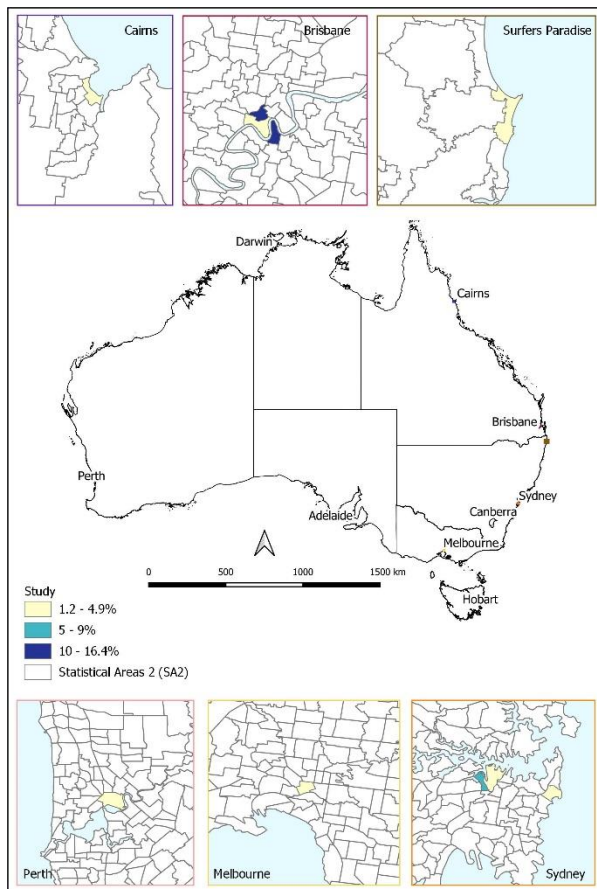 Cairns
Brisbane
Surfers Paradise
Darwin
Cairns
Brisbane
Perth
Sydney
Canberra
Adelaide
Melbourne
0 500 1000 1500 km
Hobart
Study
1.2 - 4.9%
5 - 9%
10 - 16.4%
Statistical Areas 2 (SA2)
Perth
Melbourne
Sydney